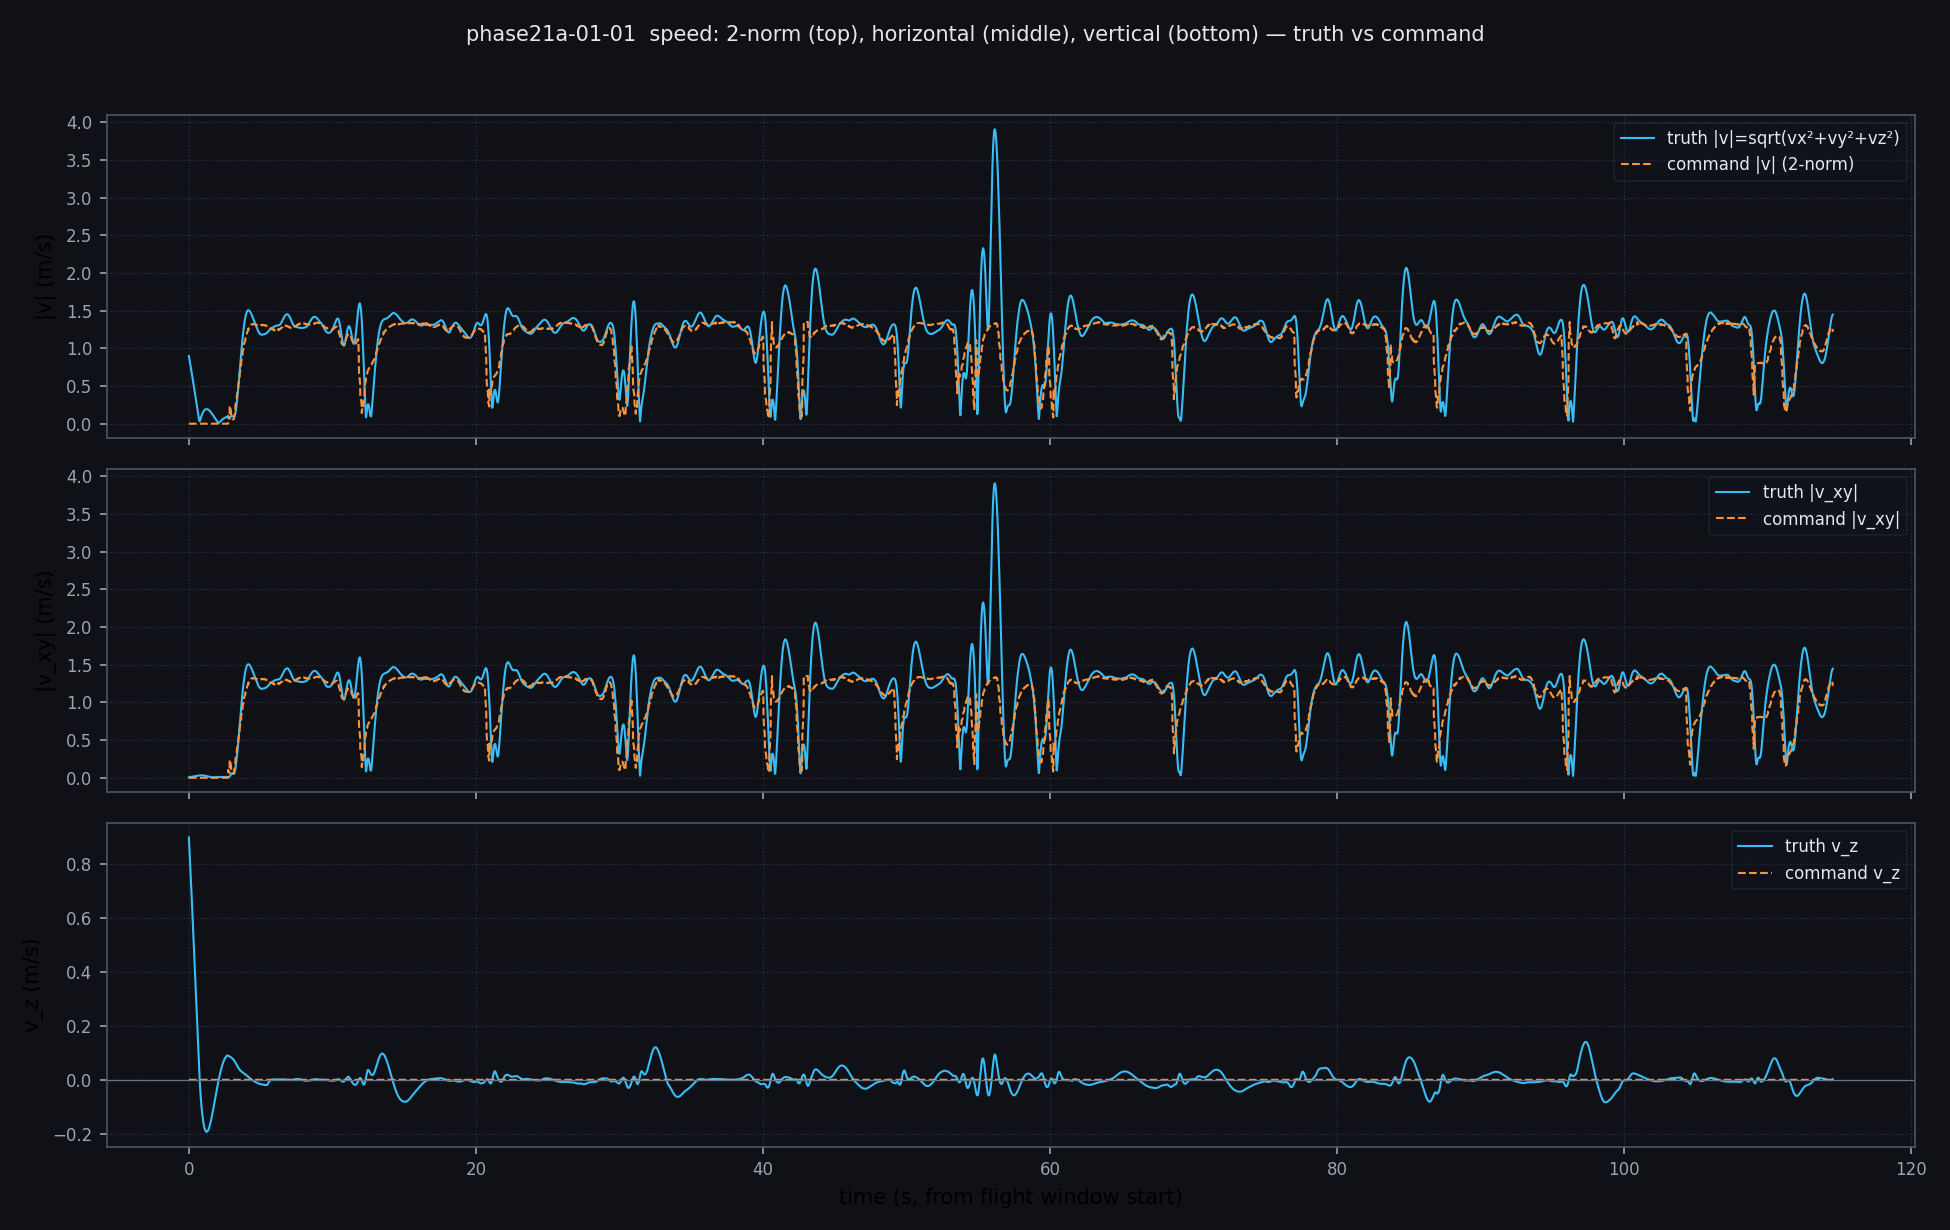 phase21a-01-01  speed: 2-norm (top), horizontal (middle), vertical (bottom) — truth vs command
|v| (m/s)
4.0
3.5
3.0
2.5
2.0
1.5
1.0
0.5
0.0
truth |v|=sqrt(vx²+vy²+vz²)
command |v| (2-norm)
|v_xy| (m/s)
4.0
3.5
3.0
2.5
2.0
1.5
1.0
0.5
0.0
truth |v_xy|
command |v_xy|
v_z (m/s)
0.8
0.6
0.4
0.2
0.0
−0.2
truth v_z
command v_z
0 20 40 60 80 100 120
time (s, from flight window start)